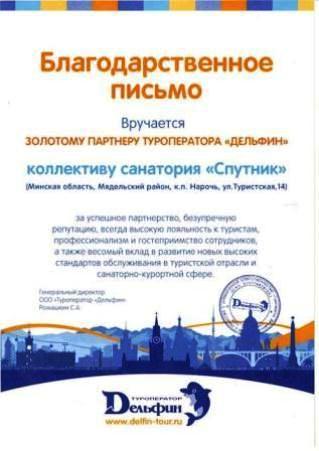 Благодарственное
письмо
Вручается
ЗОЛОТОМУ ПАРТНЕРУ ТУРОПЕРАТОРА «ДЕЛЬФИН»
коллективу санатория «Спутник»
(Минская область, Мядельский район, к.п. Нарочь, ул.Туристская,14)
за успешное партнерство, безупречную
репутацию, всегда высокую лояльность к туристам,
профессионализм и гостеприимство сотрудников,
а также весомый вклад в развитие новых высоких
стандартов обслуживания в туристской отрасли и
санаторно-курортной сфере.
Генеральный директор
ООО «Туроператор «Дельфин»
С.А.
ТУРОПЕРАТОР
Дельфин
www.delfin-tour.ru